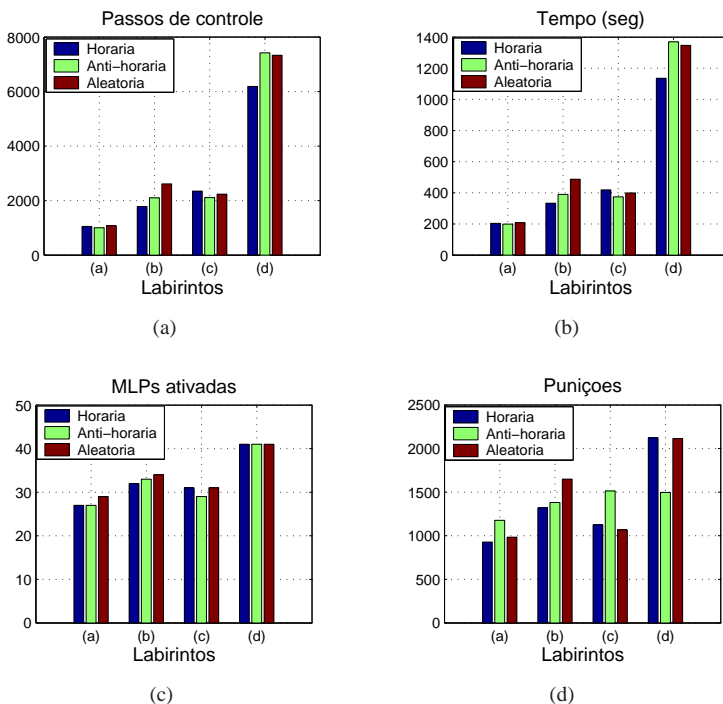 Passos de controle
8000
6000
4000
2000
0
Horaria
Anti-horaria
Aleatoria
(a) (b) (c) (d)
Labirintos
(a)
Tempo (seg)
1400
1200
1000
800
600
400
200
0
Horaria
Anti-horaria
Aleatoria
(a) (b) (c) (d)
Labirintos
(b)
MLPs ativadas
50
40
30
20
10
0
Horaria
Anti-horaria
Aleatoria
(a) (b) (c) (d)
Labirintos
(c)
Puniçoes
2500
2000
1500
1000
500
0
Horaria
Anti-horaria
Aleatoria
(a) (b) (c) (d)
Labirintos
(d)